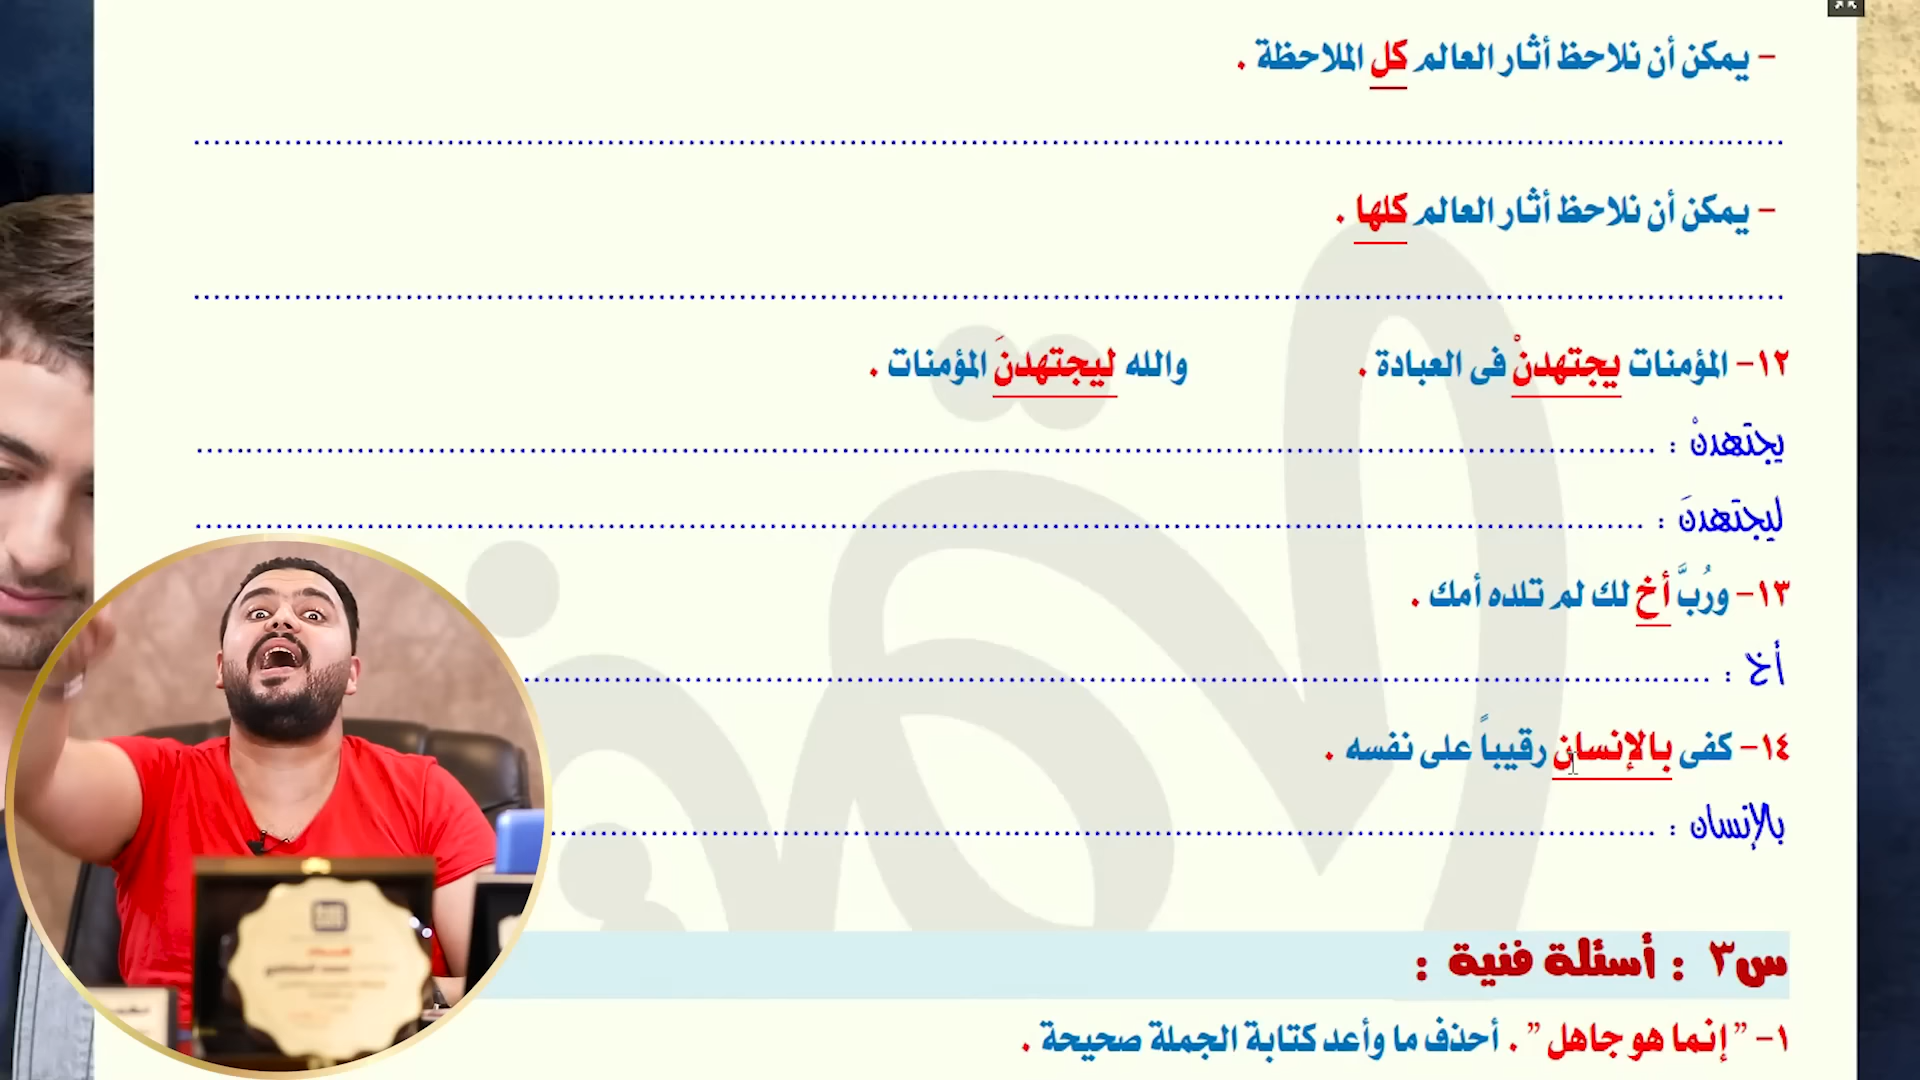 - يمكن أن نلاحظ أثار العالم كل الملاحظة .
- يمكن أن نلاحظ أثار العالم كلها .
١٢- المؤمنات يجتهدنْ فى العبادة . والله ليجتهدنَ المؤمنات .
يجتهدنْ :
ليجتهدنَ :
١٣- ورُبَّ أخ لك لم تلده أمك .
أخ :
١٤- كفى بالإنسان رقيباً على نفسه .
بالإنسان :
س٣ : أسئلة فنية :
١- ”إنما هو جاهل” . أحذف ما وأعد كتابة الجملة صحيحة .